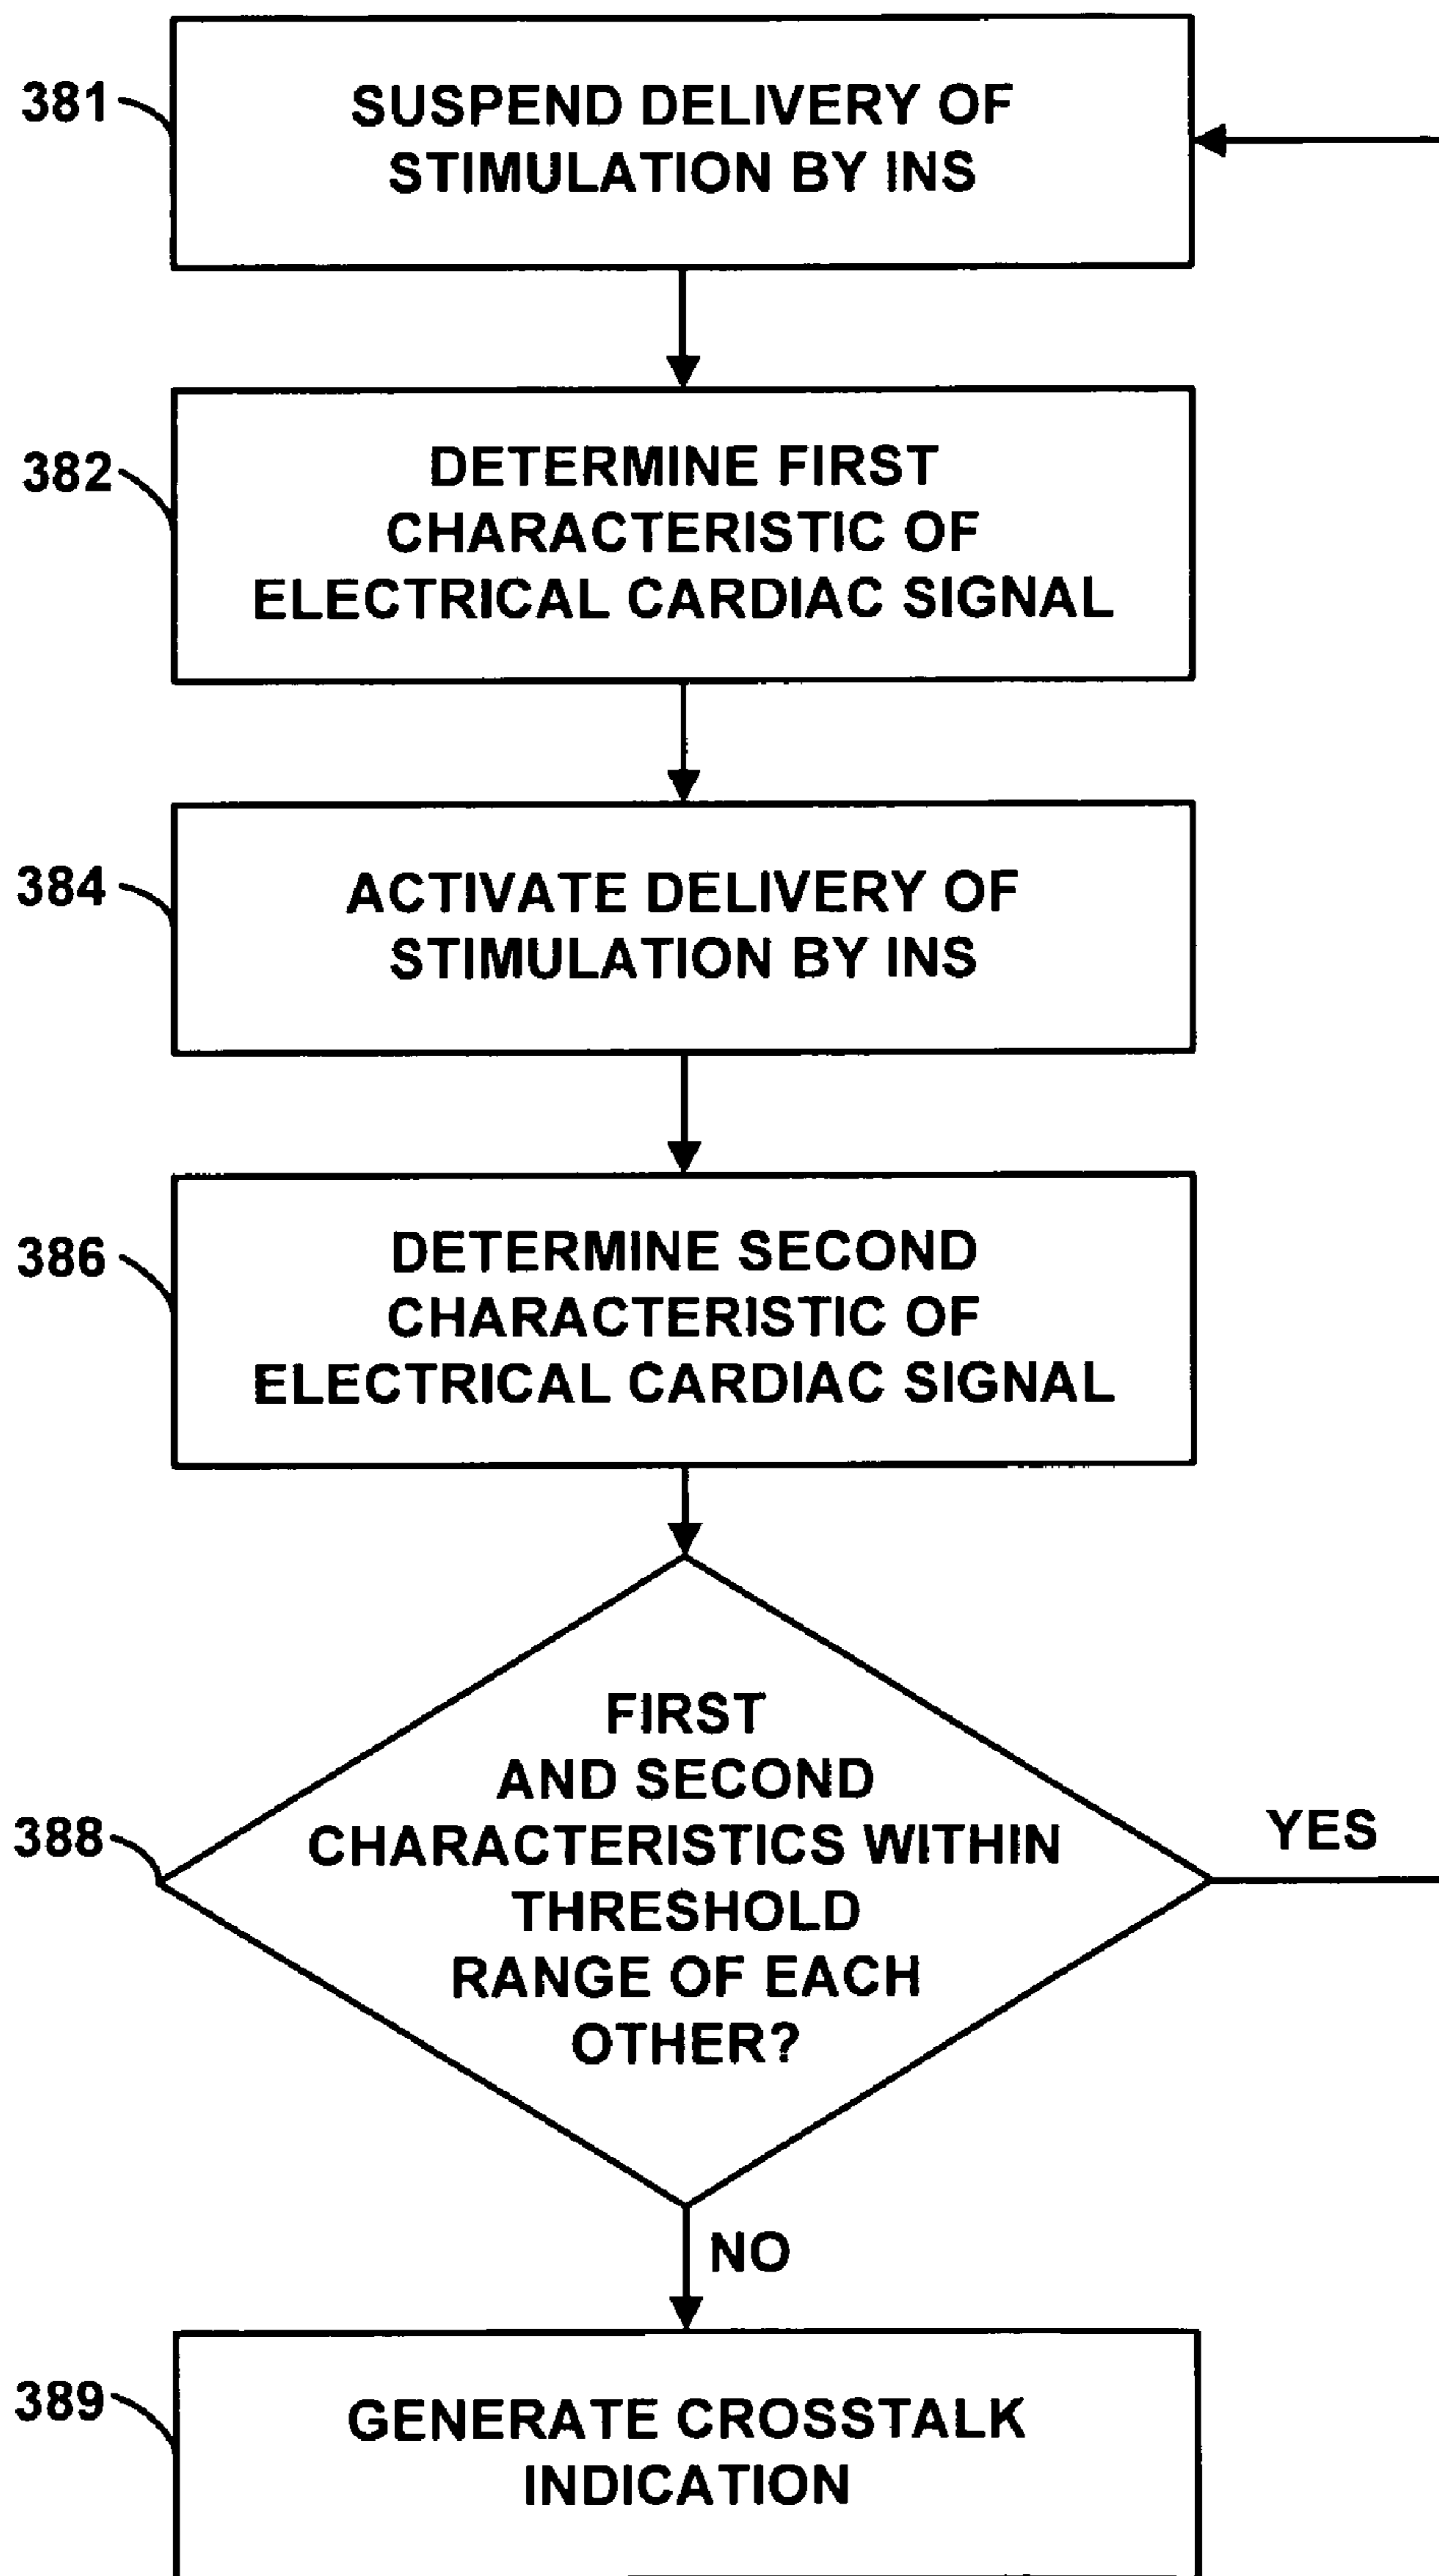 381
SUSPEND DELIVERY OF
STIMULATION BY INS
382
DETERMINE FIRST
CHARACTERISTIC OF
ELECTRICAL CARDIAC SIGNAL
384
ACTIVATE DELIVERY OF
STIMULATION BY INS
386
DETERMINE SECOND
CHARACTERISTIC OF
ELECTRICAL CARDIAC SIGNAL
388
FIRST
AND SECOND
CHARACTERISTICS WITHIN
THRESHOLD
RANGE OF EACH
OTHER?
YES
NO
389
GENERATE CROSSTALK
INDICATION